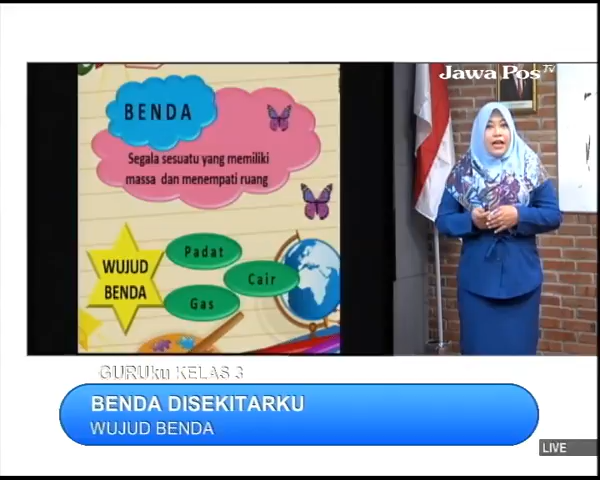 Jawa Pos TV
BENDA
Segala sesuatu yang memiliki
massa dan menempati ruang
WUJUD
BENDA
Padat
Cair
Gas
GURUku KELAS 3
BENDA DISEKITARKU
WUJUD BENDA
LIVE